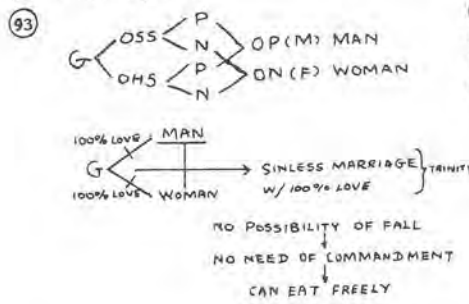 93
P
OSS
N OP(M) MAN
G
OHS P ON(F) WOMAN
N
100% LOVE MAN
G SINLESS MARRIAGE TRINITY
100% LOVE WOMAN W/ 100% LOVE
NO POSSIBILITY OF FALL
NO NEED OF COMMANDMENT
CAN EAT FREELY